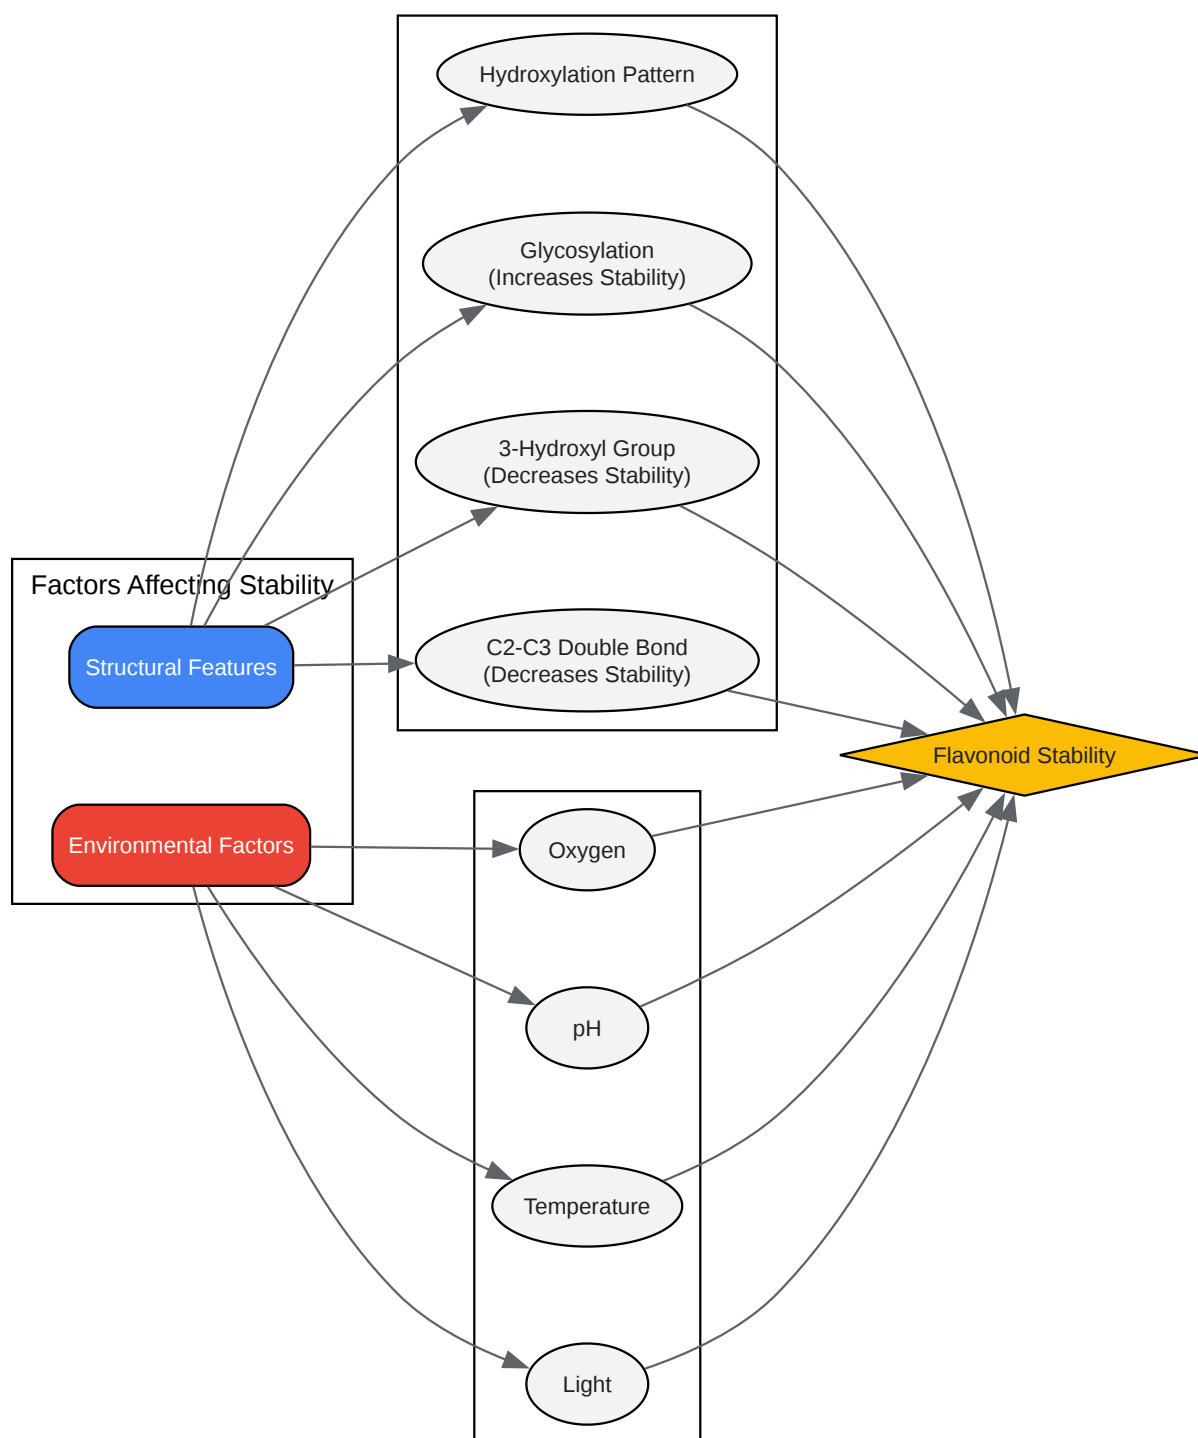 Factors Affecting Stability
Structural Features
Environmental Factors
Hydroxylation Pattern
Glycosylation
(Increases Stability)
3-Hydroxyl Group
(Decreases Stability)
C2-C3 Double Bond
(Decreases Stability)
Oxygen
pH
Temperature
Light
Flavonoid Stability